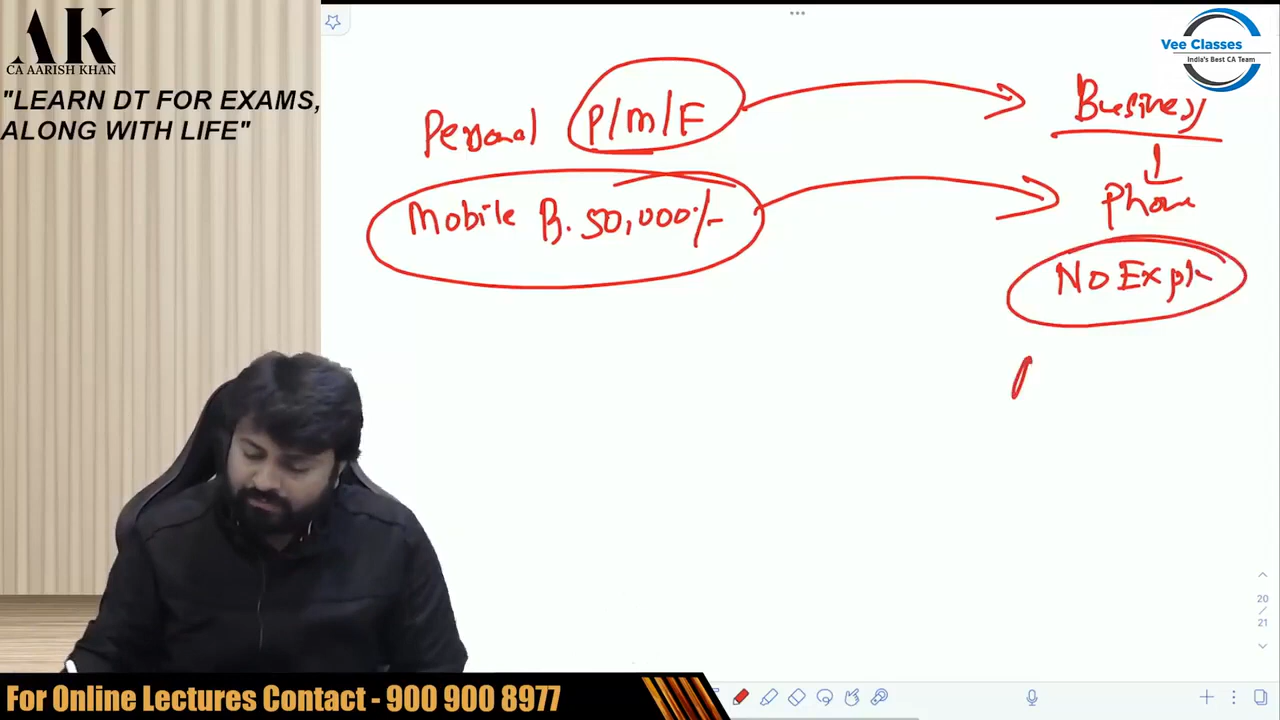 AK
CA AARISH KHAN
"LEARN DT FOR EXAMS,
ALONG WITH LIFE"
Vee Classes
India's Best CA Team
Personal P/M/F
Business
Mobile Rs. 50,000/-
Phone
No Expn
20
/
21
For Online Lectures Contact - 900 900 8977